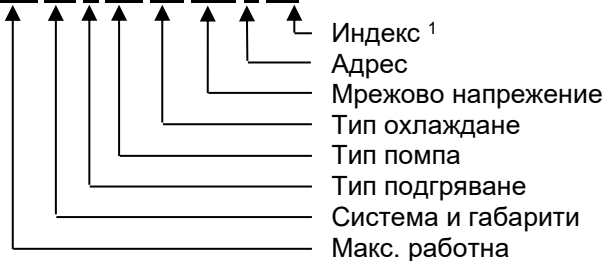 Индекс 1
Адрес
Мрежово напрежение
Тип охлаждане
Тип помпа
Тип подгряване
Система и габарити
Макс. работна